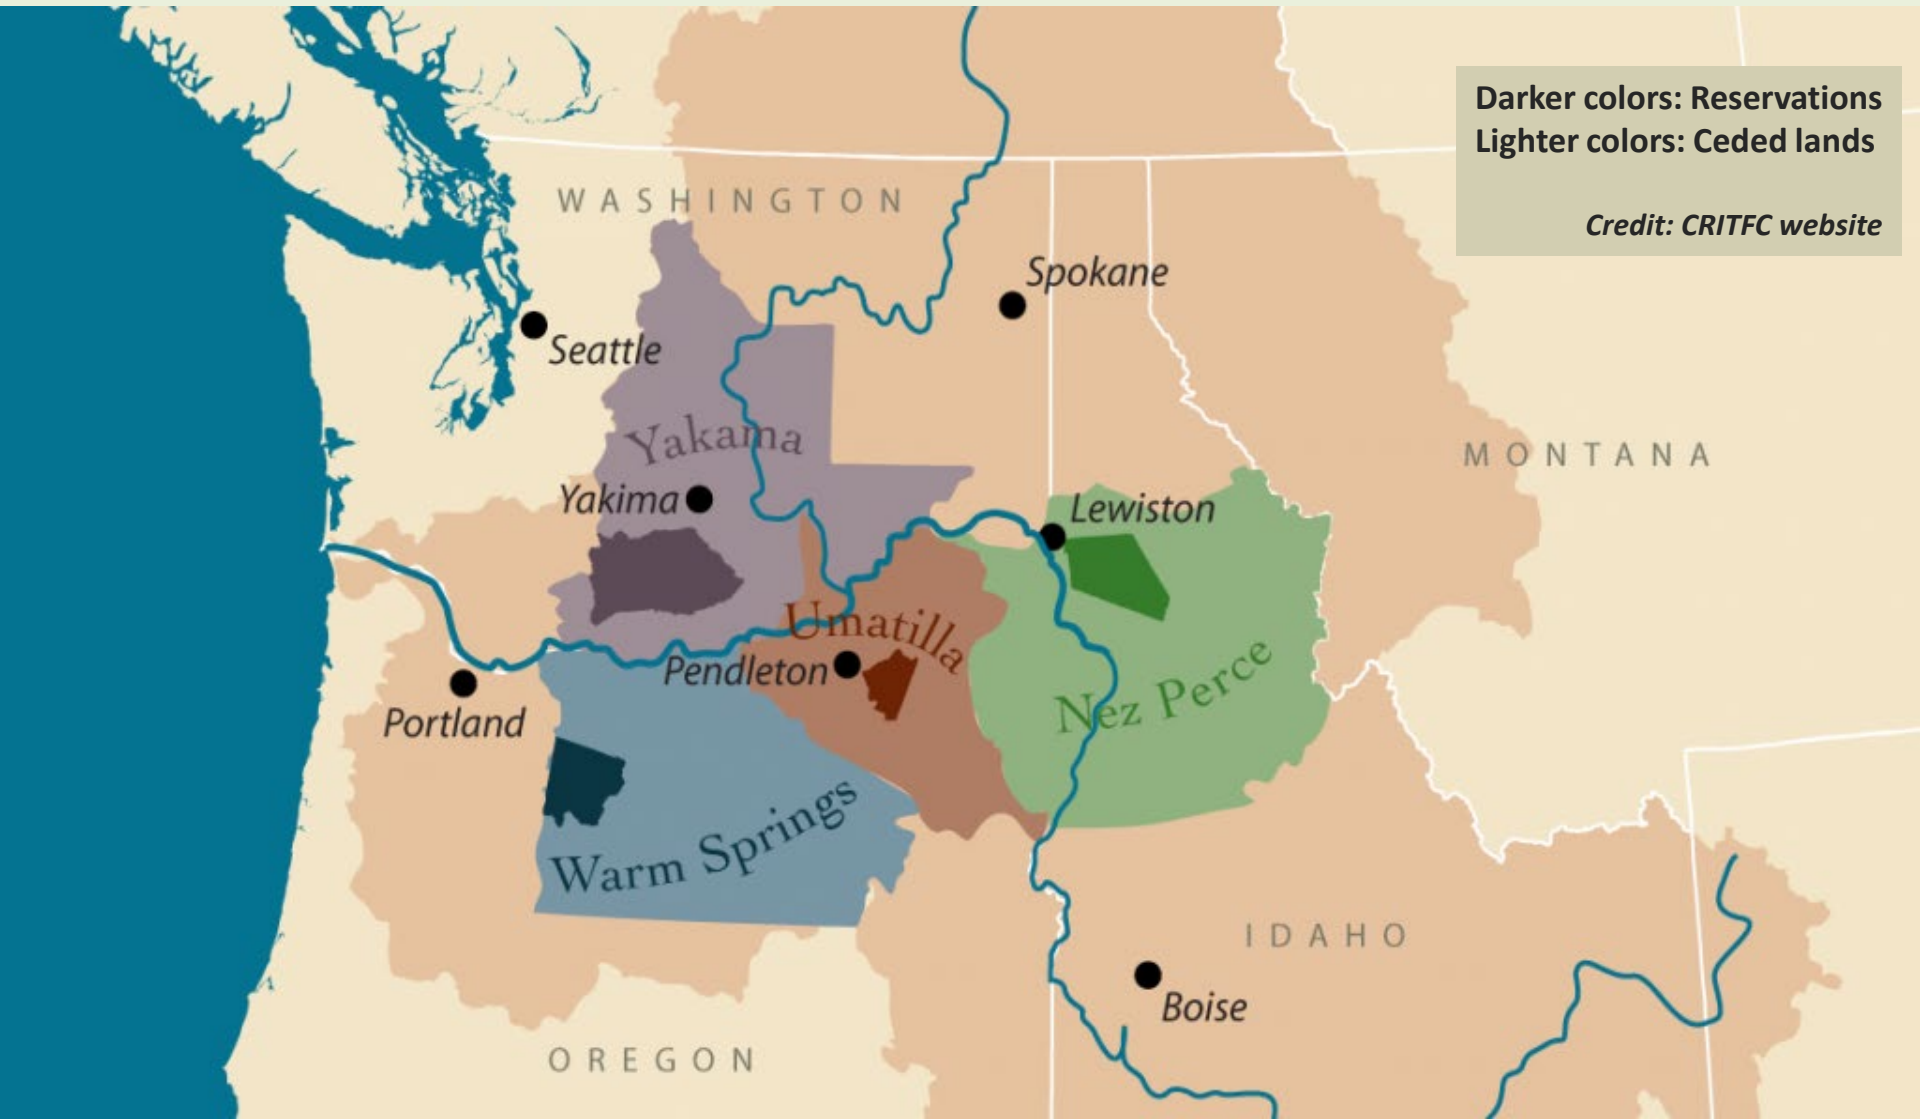 Darker colors: Reservations
Lighter colors: Ceded lands
Credit: CRITFC website
WASHINGTON
Spokane
Seattle
Yakama
MONTANA
Yakima
Lewiston
Umatilla
Pendleton
Nez Perce
Portland
Warm Springs
IDAHO
Boise
OREGON